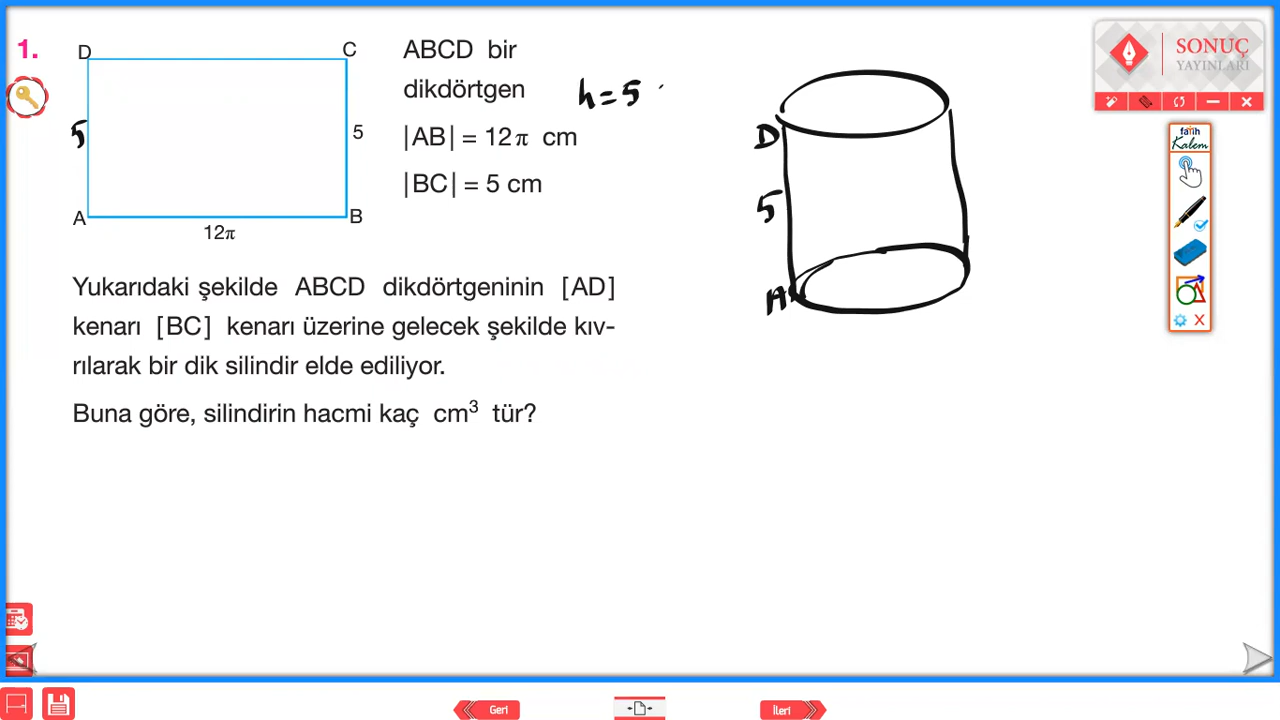 1.
D
C
5
5
A
B
12π
ABCD bir
dikdörtgen
|AB| = 12π cm
|BC| = 5 cm
h = 5
Yukarıdaki şekilde ABCD dikdörtgeninin [AD]
kenarı [BC] kenarı üzerine gelecek şekilde kıv-
rılarak bir dik silindir elde ediliyor.
Buna göre, silindirin hacmi kaç cm³ tür?
D
5
A
SONUÇ
YAYINLARI
fatih
Kalem
Geri
İleri